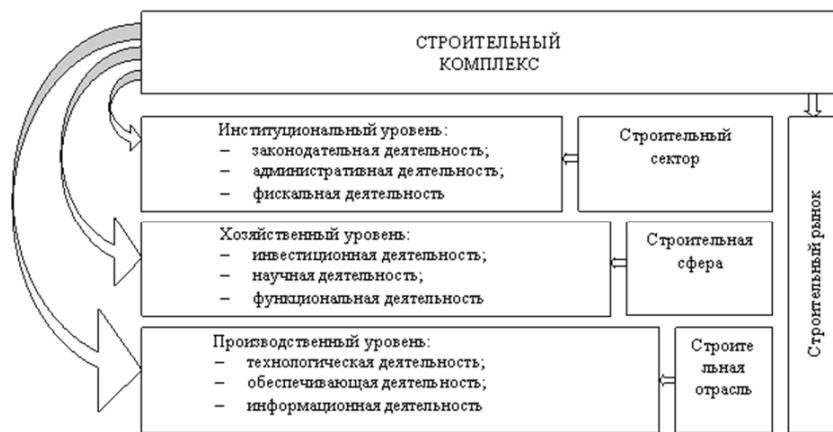 СТРОИТЕЛЬНЫЙ
КОМПЛЕКС
Институциональный уровень:
– законодательная деятельность;
– административная деятельность;
– фискальная деятельность
Строительный
сектор
Хозяйственный уровень:
– инвестиционная деятельность;
– научная деятельность;
– функциональная деятельность
Строительная
сфера
Производственный уровень:
– технологическая деятельность;
– обеспечивающая деятельность;
– информационная деятельность
Строите
льная
отрасль
Строительный рынок